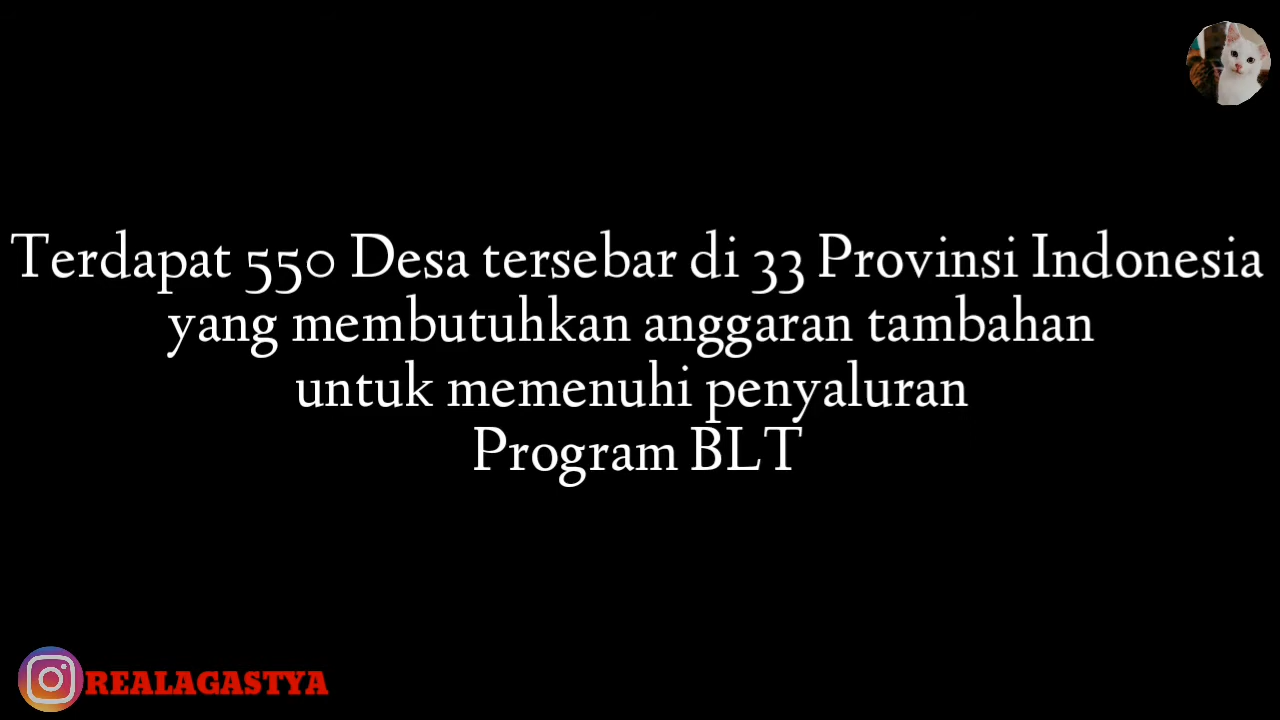 Terdapat 550 Desa tersebar di 33 Provinsi Indonesia
yang membutuhkan anggaran tambahan
untuk memenuhi penyaluran
Program BLT
REALAGASTYA